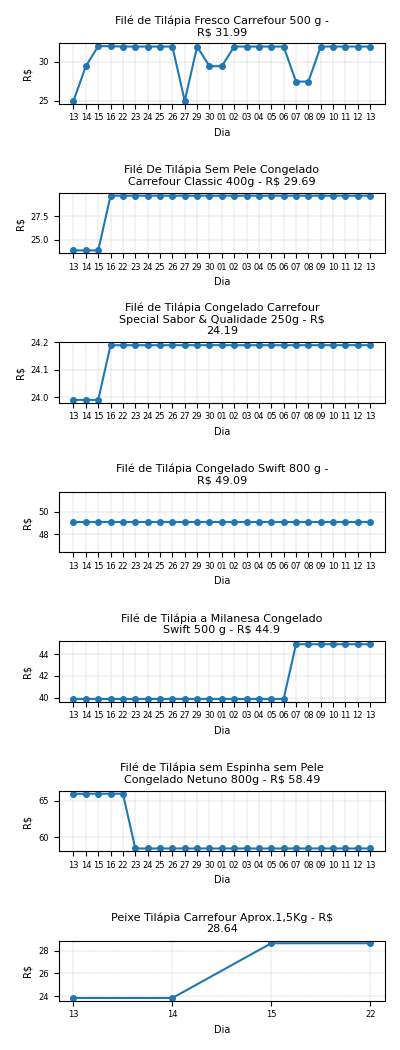 Filé de Tilápia Fresco Carrefour 500 g -
R$ 31.99
30
25
R$
13 14 15 16 22 23 24 25 26 27 29 30 01 02 03 04 05 06 07 08 09 10 11 12 13
Dia
Filé De Tilápia Sem Pele Congelado
Carrefour Classic 400g - R$ 29.69
27.5
25.0
R$
13 14 15 16 22 23 24 25 26 27 29 30 01 02 03 04 05 06 07 08 09 10 11 12 13
Dia
Filé de Tilápia Congelado Carrefour
Special Sabor & Qualidade 250g - R$
24.19
24.2
24.1
24.0
R$
13 14 15 16 22 23 24 25 26 27 29 30 01 02 03 04 05 06 07 08 09 10 11 12 13
Dia
Filé de Tilápia Congelado Swift 800 g -
R$ 49.09
50
48
R$
13 14 15 16 22 23 24 25 26 27 29 30 01 02 03 04 05 06 07 08 09 10 11 12 13
Dia
Filé de Tilápia a Milanesa Congelado
Swift 500 g - R$ 44.9
44
42
40
R$
13 14 15 16 22 23 24 25 26 27 29 30 01 02 03 04 05 06 07 08 09 10 11 12 13
Dia
Filé de Tilápia sem Espinha sem Pele
Congelado Netuno 800g - R$ 58.49
65
60
R$
13 14 15 16 22 23 24 25 26 27 29 30 01 02 03 04 05 06 07 08 09 10 11 12 13
Dia
Peixe Tilápia Carrefour Aprox.1,5Kg - R$
28.64
28
26
24
R$
13 14 15 22
Dia